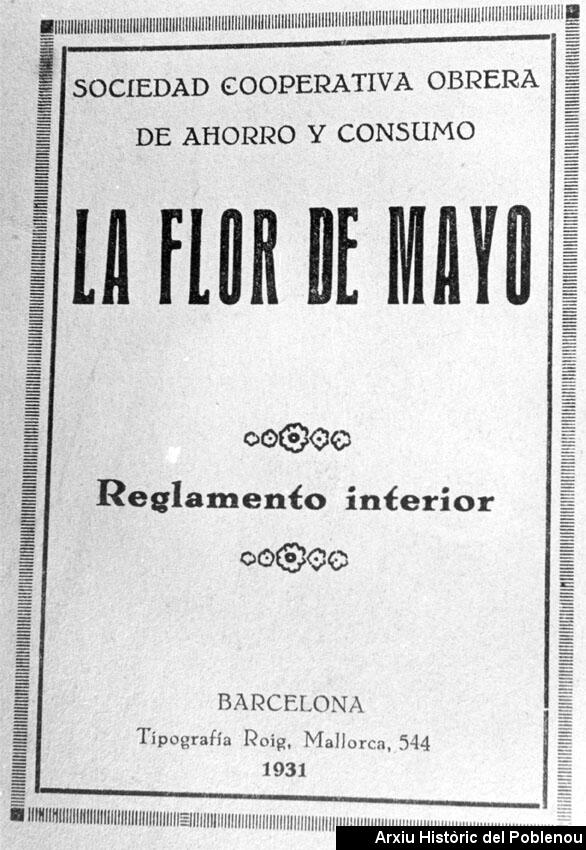 SOCIEDAD COOPERATIVA OBRERA
DE AHORRO Y CONSUMO
LA FLOR DE MAYO
Reglamento interior
BARCELONA
Tipografía Roig, Mallorca, 544
1931
Arxiu Històric del Poblenou